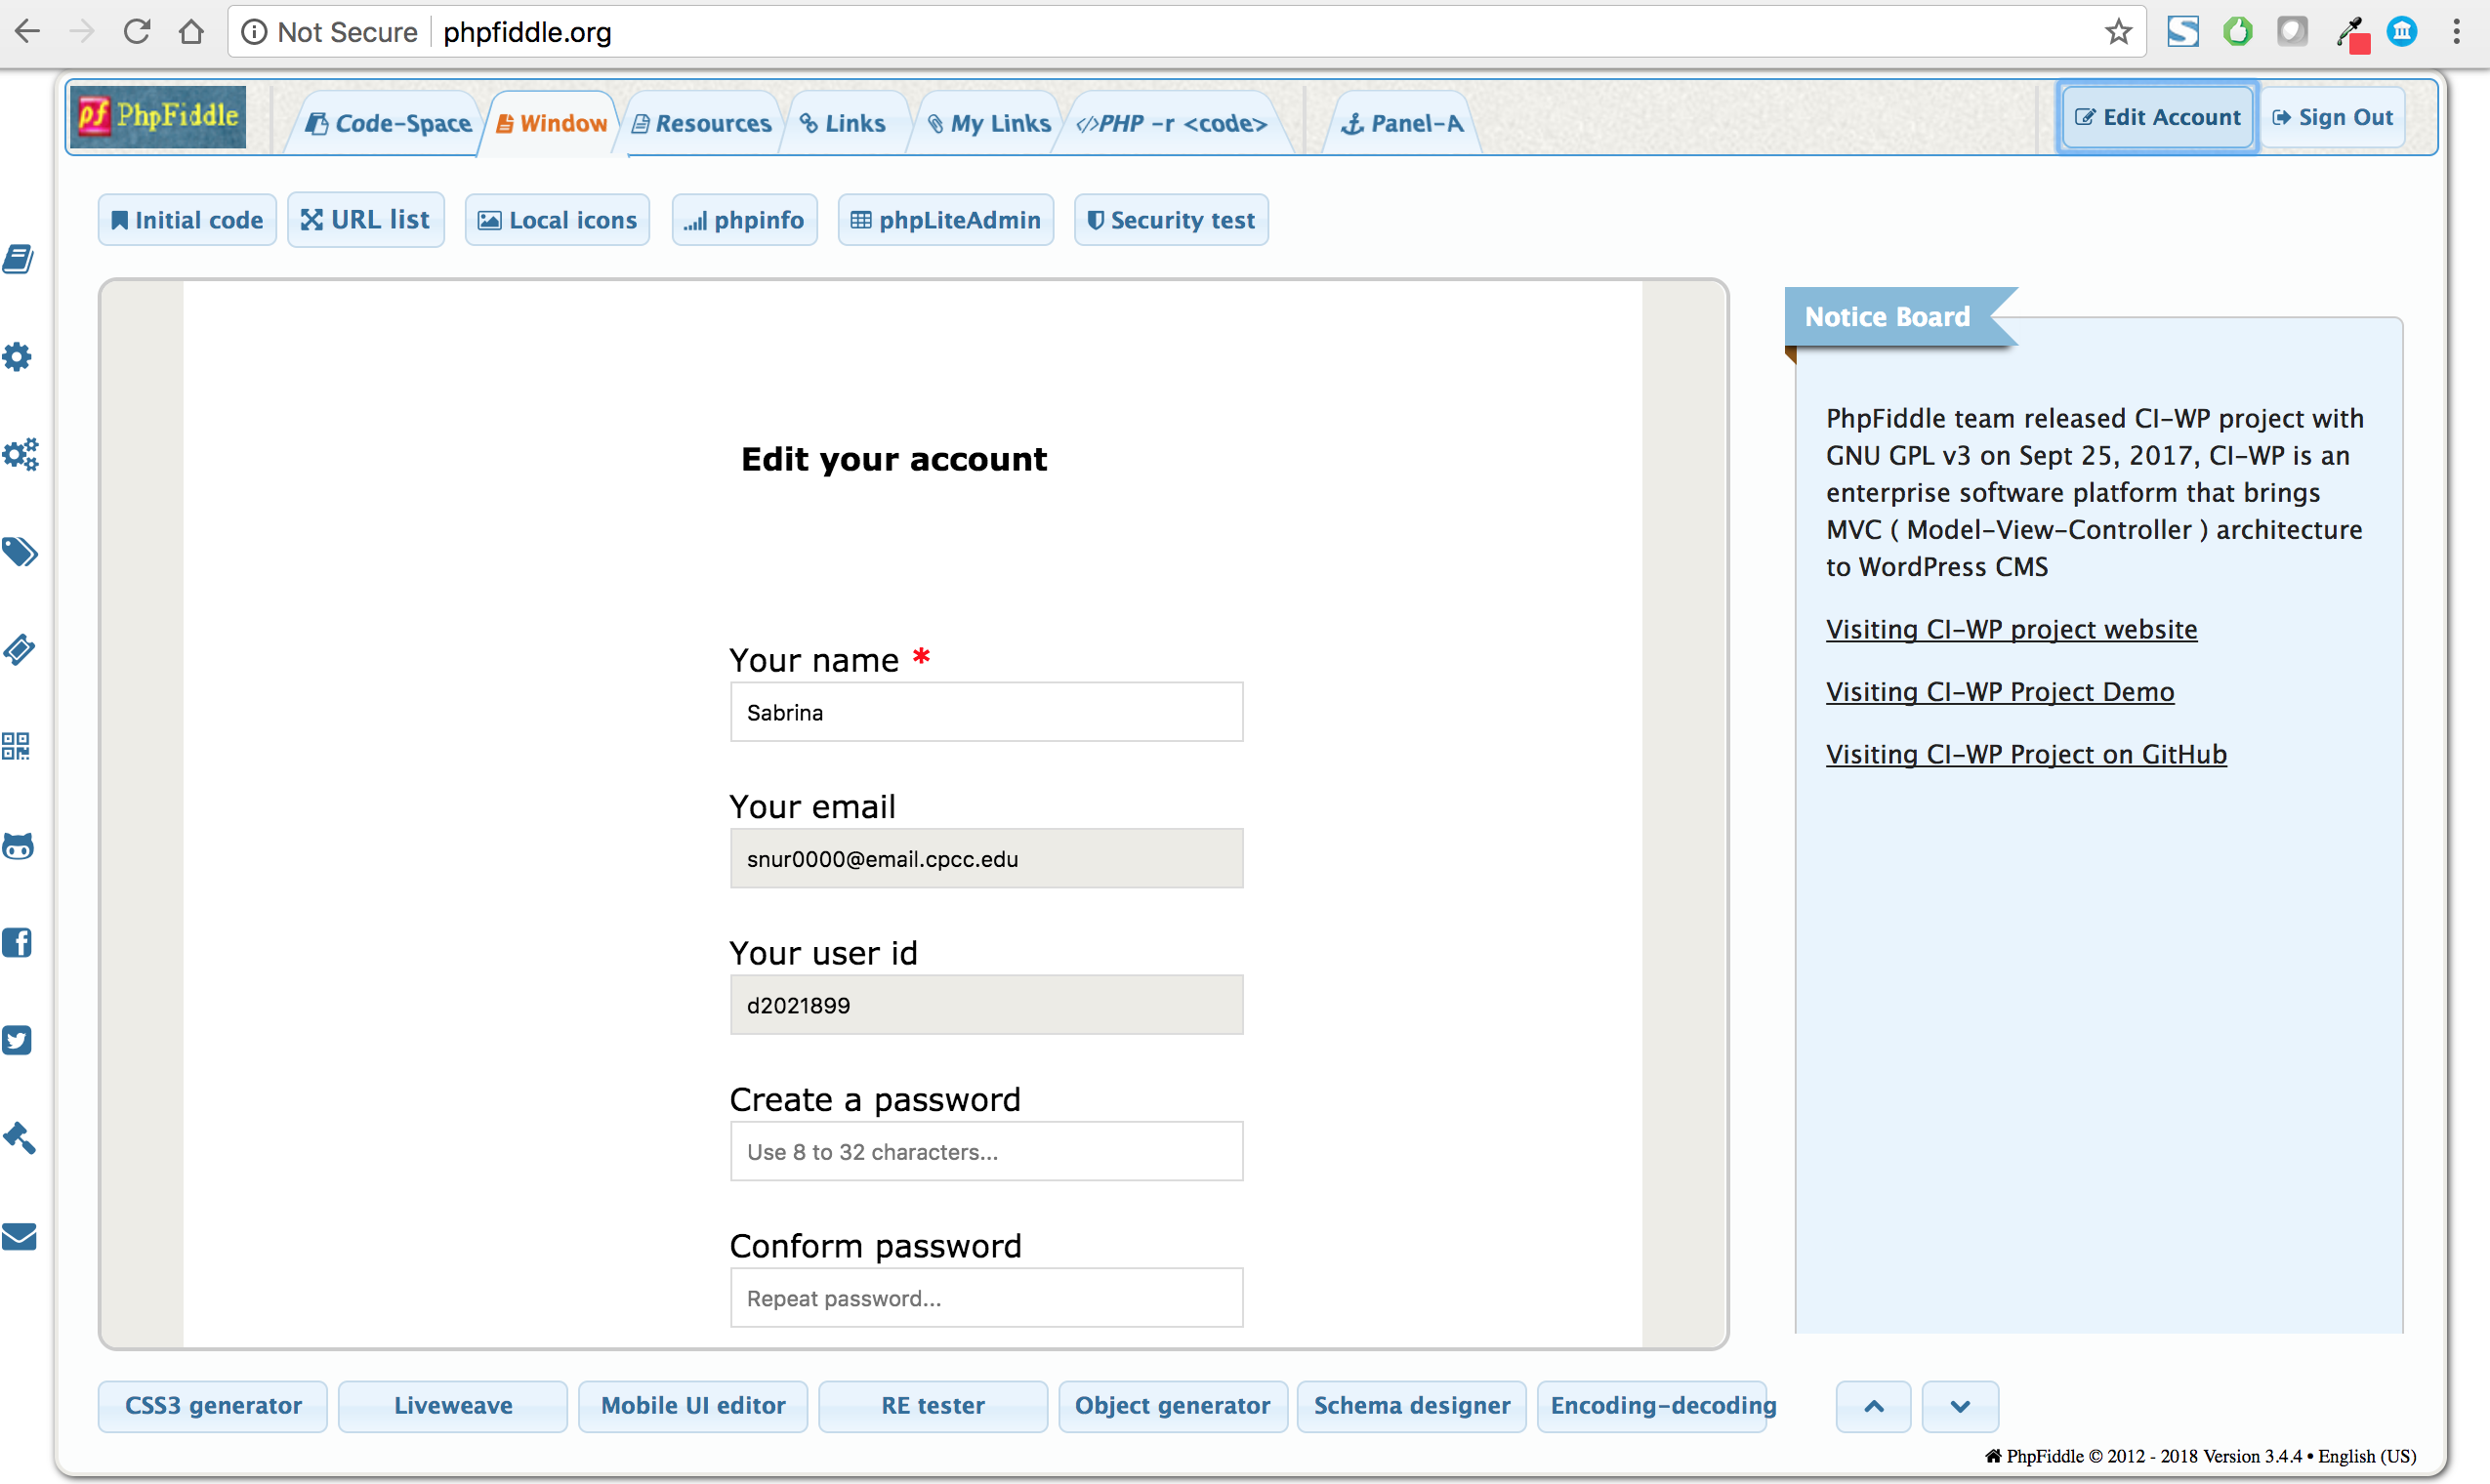 Not Secure phpfiddle.org
pf PhpFiddle
Code-Space Window Resources Links My Links </>PHP -r <code> Panel-A
Edit Account Sign Out
Initial code URL list Local icons phpinfo phpLiteAdmin Security test
Edit your account
Your name *
Sabrina
Your email
snur0000@email.cpcc.edu
Your user id
d2021899
Create a password
Use 8 to 32 characters...
Conform password
Repeat password...
Notice Board
PhpFiddle team released CI-WP project with
GNU GPL v3 on Sept 25, 2017, CI-WP is an
enterprise software platform that brings
MVC ( Model-View-Controller ) architecture
to WordPress CMS
Visiting CI-WP project website
Visiting CI-WP Project Demo
Visiting CI-WP Project on GitHub
CSS3 generator Liveweave Mobile UI editor RE tester Object generator Schema designer Encoding-decoding
PhpFiddle © 2012 - 2018 Version 3.4.4 • English (US)